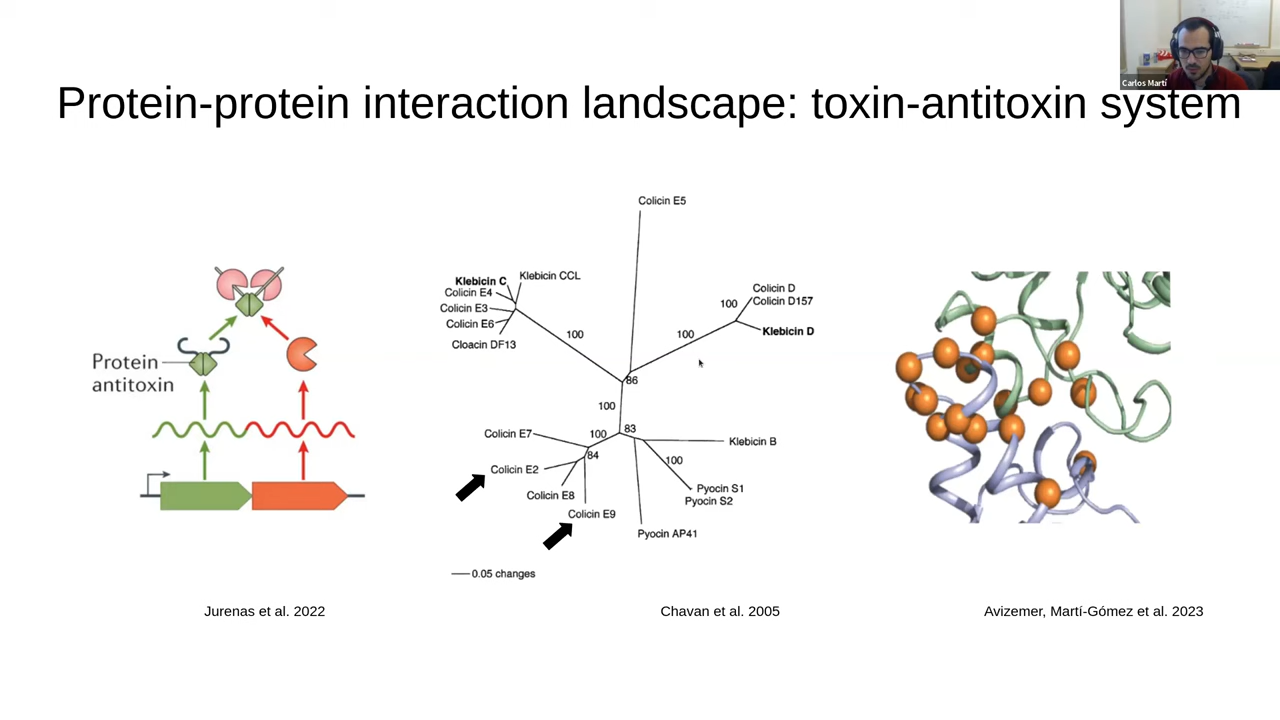 Carlos Martí
Protein-protein interaction landscape: toxin-antitoxin system
Protein
antitoxin
Jurenas et al. 2022
Colicin E5
Klebicin C
Klebicin CCL
Colicin E4
Colicin E3
Colicin E6
Cloacin DF13
100
Colicin D
100
Colicin D157
Klebicin D
100
86
100
83
Colicin E7
100
84
Colicin E2
Colicin E8
Colicin E9
Klebicin B
100
Pyocin S1
Pyocin S2
Pyocin AP41
0.05 changes
Chavan et al. 2005
Avizemer, Martí-Gómez et al. 2023